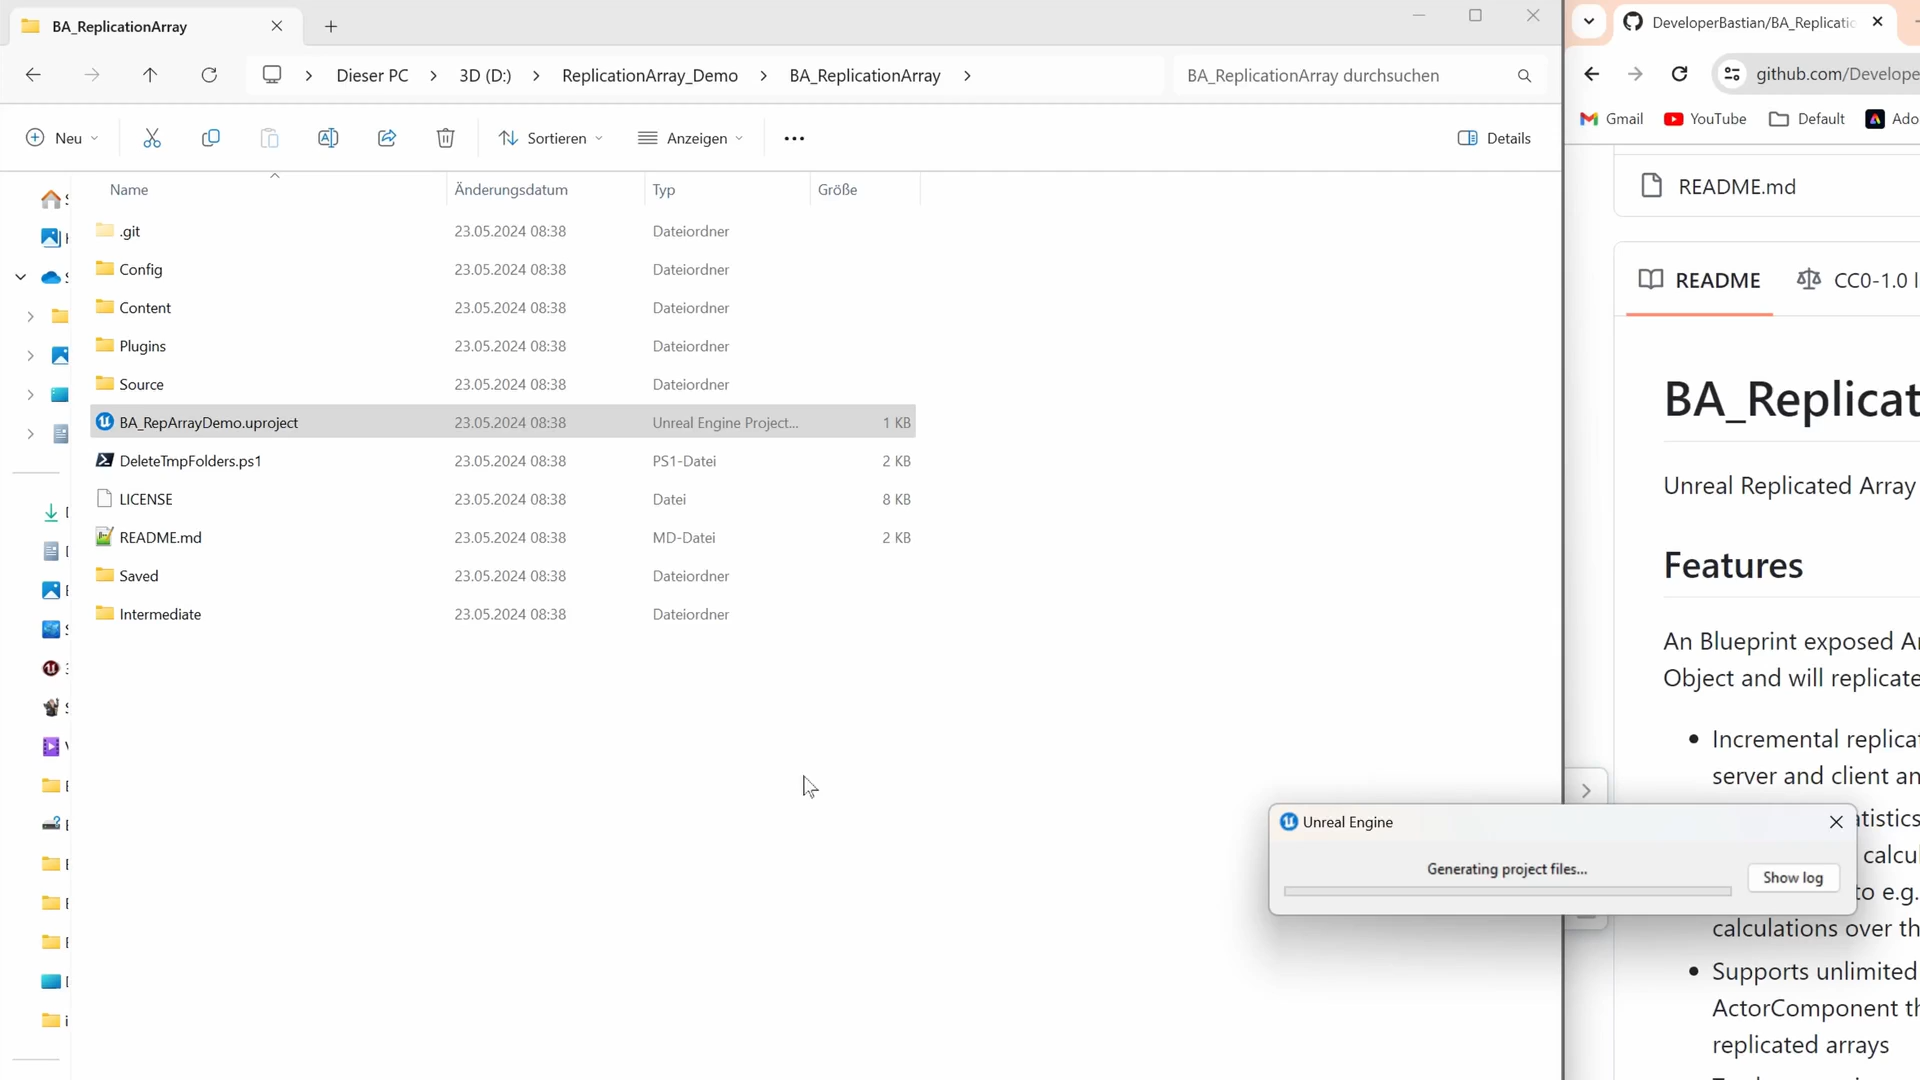 BA_ReplicationArray
Dieser PC
3D (D:)
ReplicationArray_Demo
BA_ReplicationArray
BA_ReplicationArray durchsuchen
Neu
Sortieren
Anzeigen
Details
Name Änderungsdatum Typ Größe
.git 23.05.2024 08:38 Dateiordner
Config 23.05.2024 08:38 Dateiordner
Content 23.05.2024 08:38 Dateiordner
Plugins 23.05.2024 08:38 Dateiordner
Source 23.05.2024 08:38 Dateiordner
BA_RepArrayDemo.uproject 23.05.2024 08:38 Unreal Engine Project... 1 KB
DeleteTmpFolders.ps1 23.05.2024 08:38 PS1-Datei 2 KB
LICENSE 23.05.2024 08:38 Datei 8 KB
README.md 23.05.2024 08:38 MD-Datei 2 KB
Saved 23.05.2024 08:38 Dateiordner
Intermediate 23.05.2024 08:38 Dateiordner
DeveloperBastian/BA_Replicatio
github.com/Develope
Gmail YouTube Default Ado
README.md
README CC0-1.0 l
BA_Replicat
Unreal Replicated Array
Features
An Blueprint exposed Ar
Object and will replicate
Incremental replicat
server and client an
atistics
calcul
to e.g.
calculations over th
Supports unlimited
ActorComponent th
replicated arrays
Unreal Engine
Generating project files...
Show log